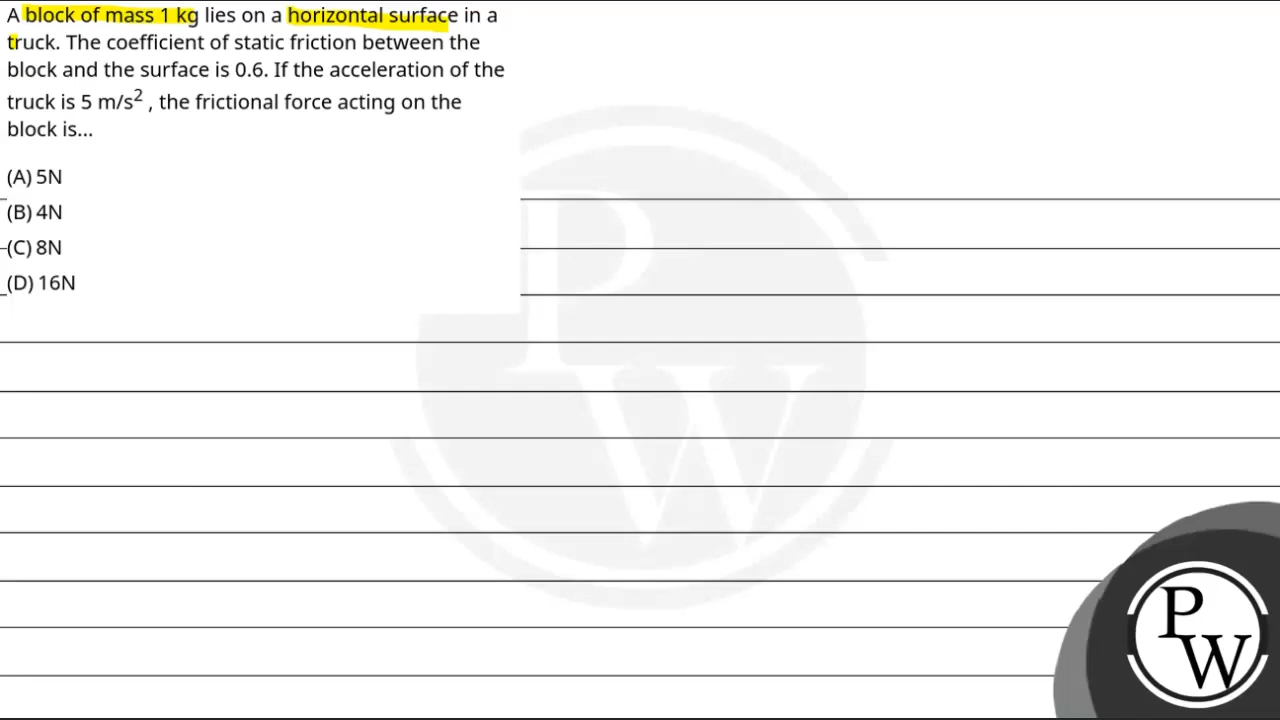 A block of mass 1 kg lies on a horizontal surface in a
truck. The coefficient of static friction between the
block and the surface is 0.6. If the acceleration of the
truck is 5 m/s² , the frictional force acting on the
block is...
(A) 5N
(B) 4N
(C) 8N
(D) 16N
P
W
P
W